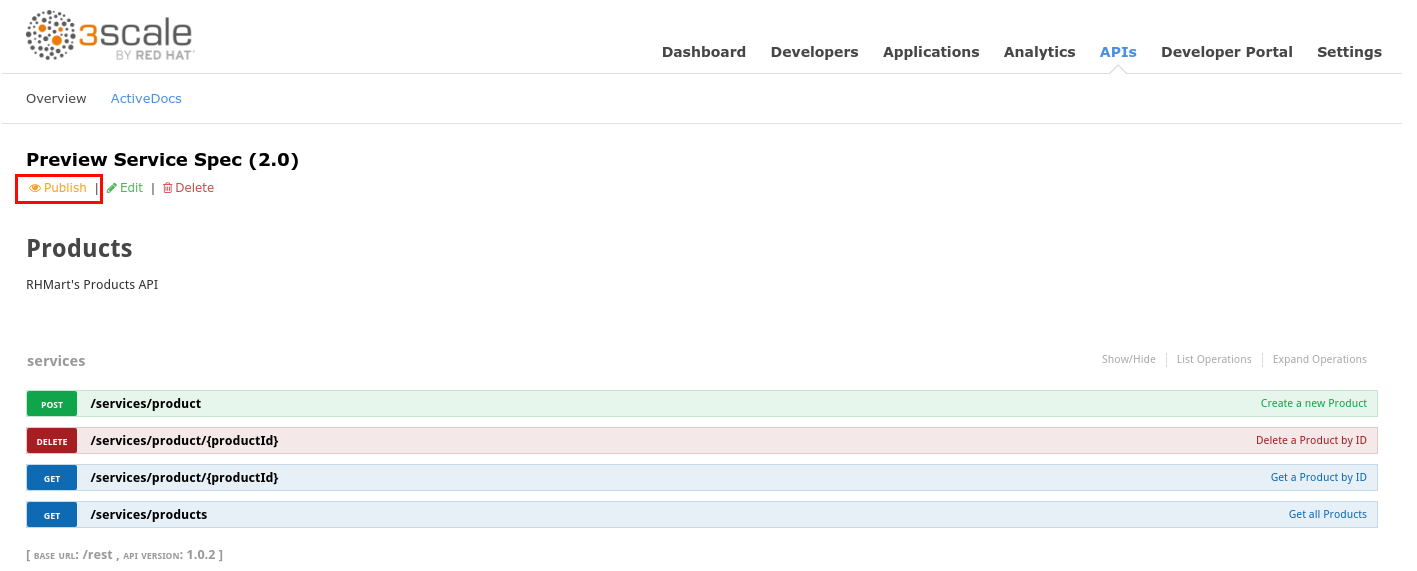 3scale
BY RED HAT
Dashboard Developers Applications Analytics APIs Developer Portal Settings
Overview ActiveDocs
Preview Service Spec (2.0)
Publish | Edit | Delete
Products
RHMart's Products API
services Show/Hide List Operations Expand Operations
POST /services/product Create a new Product
DELETE /services/product/{productId} Delete a Product by ID
GET /services/product/{productId} Get a Product by ID
GET /services/products Get all Products
[ BASE URL: /rest , API VERSION: 1.0.2 ]